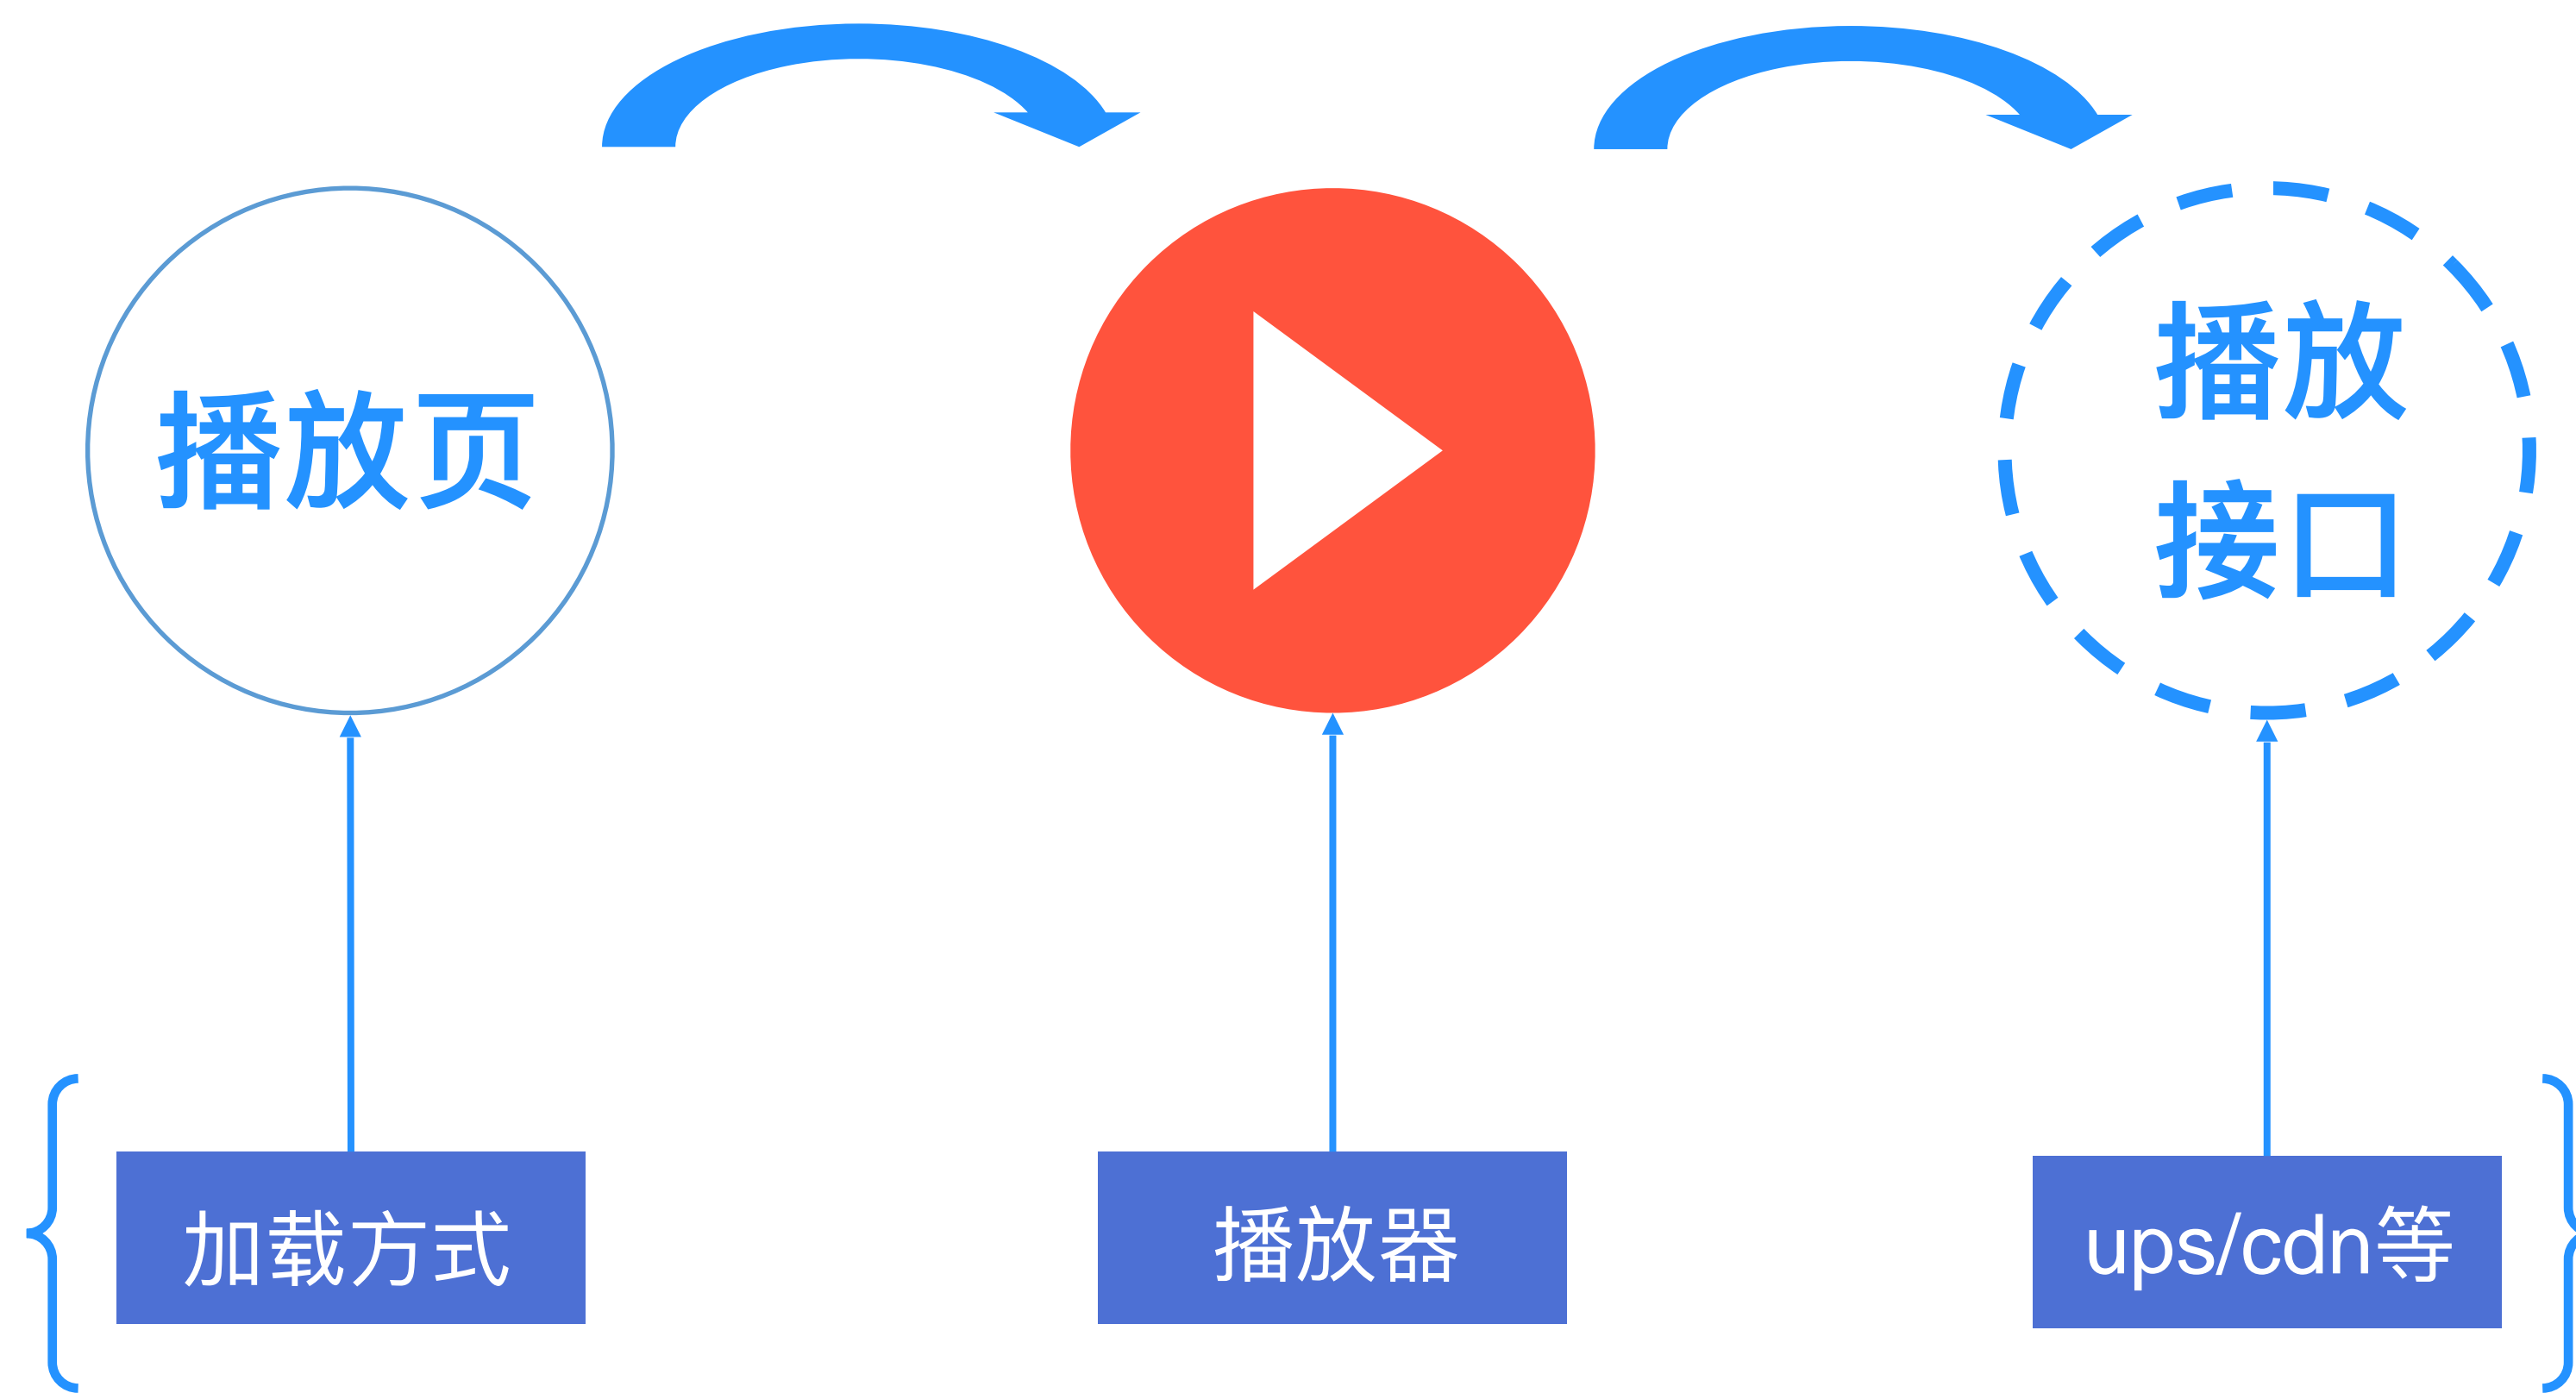 播放页
播放
接口
加载方式
播放器
ups/cdn等